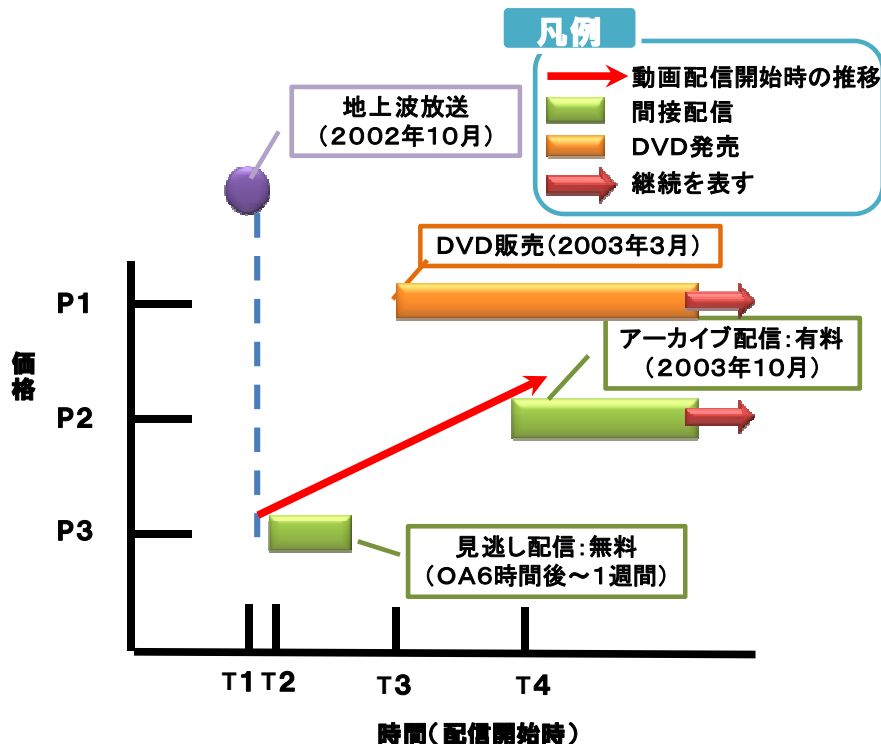 凡例
動画配信開始時の推移
間接配信
DVD発売
継続を表す
地上波放送
(2002年10月)
DVD販売(2003年3月)
アーカイブ配信:有料
(2003年10月)
見逃し配信:無料
(OA6時間後~1週間)
価格
P1
P2
P3
T1 T2 T3 T4
時間(配信開始時)